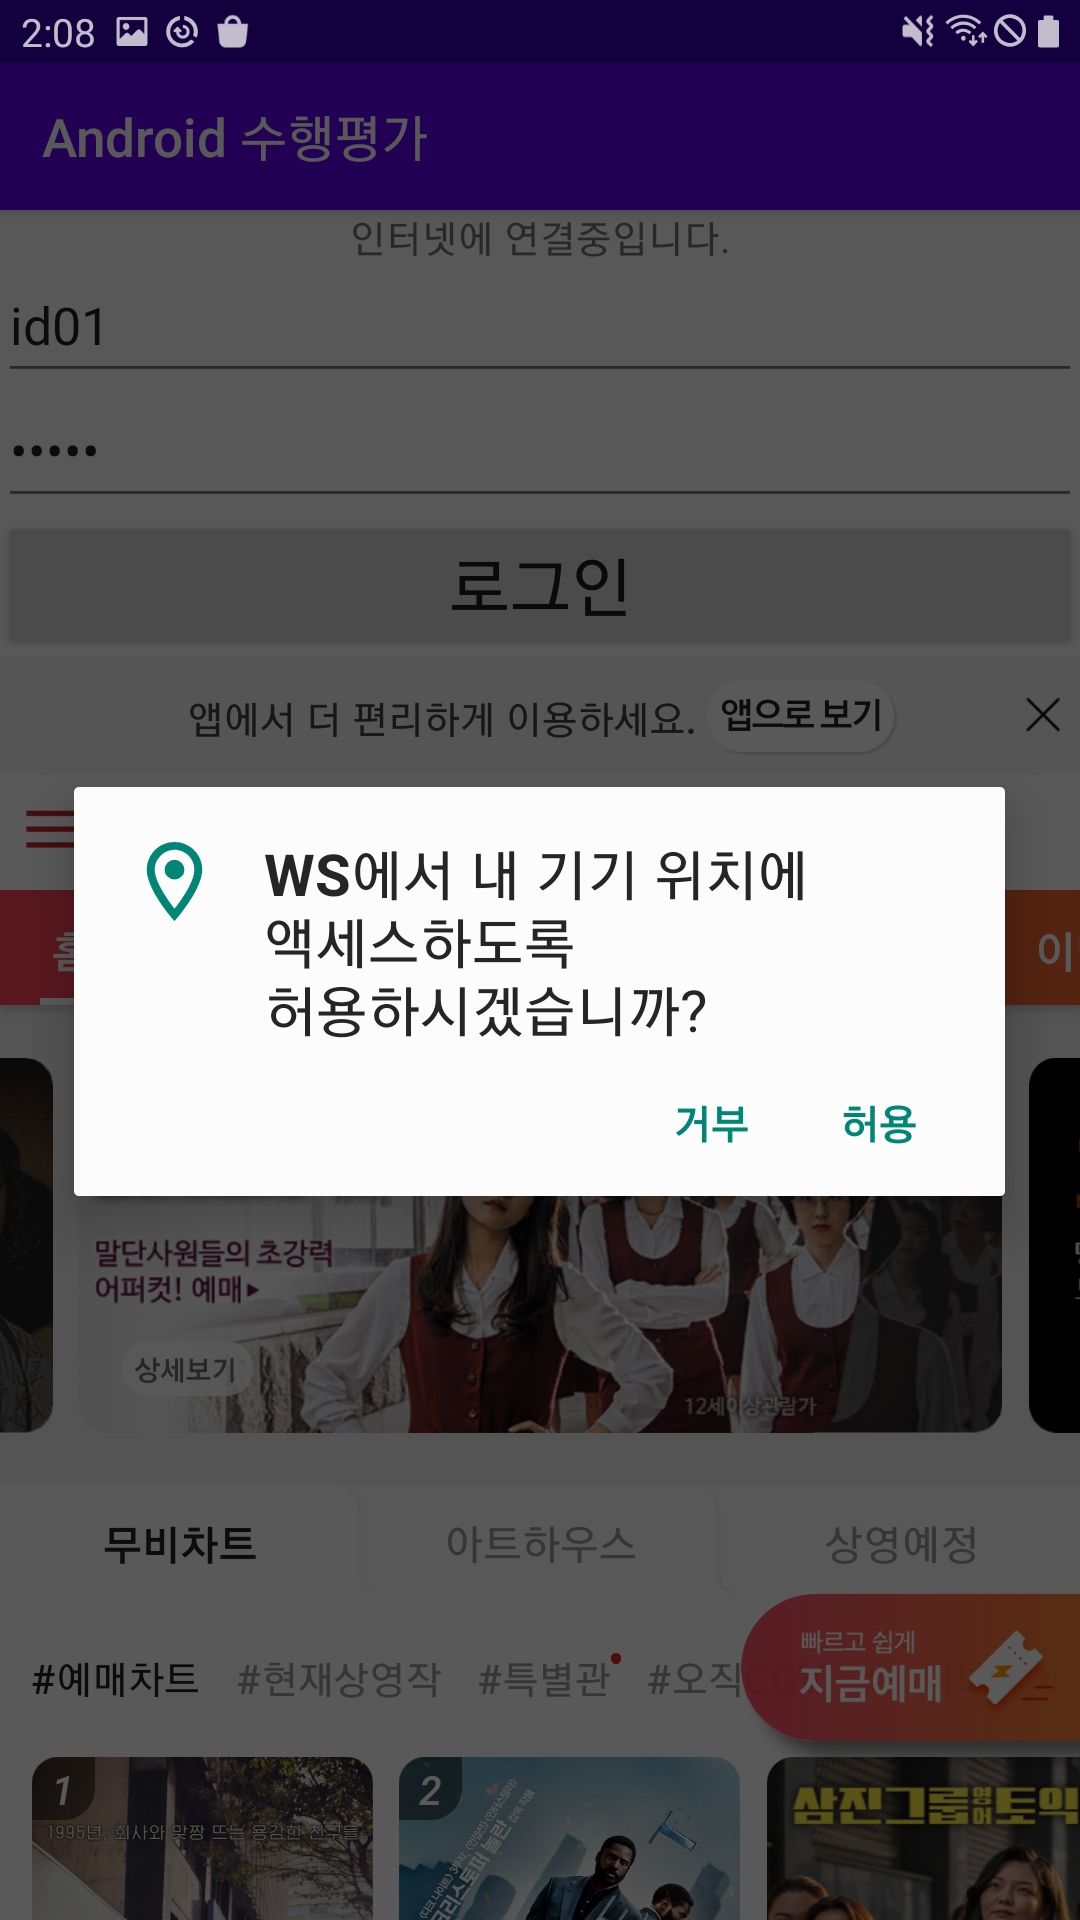 2:08
Android 수행평가
인터넷에 연결중입니다.
id01
•••••
로그인
앱에서 더 편리하게 이용하세요. 앱으로 보기
WS에서 내 기기 위치에
액세스하도록
허용하시겠습니까?
거부 허용
이
말단사원들의 초강력
어퍼컷! 예매▶
상세보기
12세이상관람가
무비차트 아트하우스 상영예정
#예매차트 #현재상영작 #특별관 #오직
빠르고 쉽게
지금예매
1
1995년, 회사와 맞짱 뜨는 용감한 친구들
2
삼진그룹영어토익